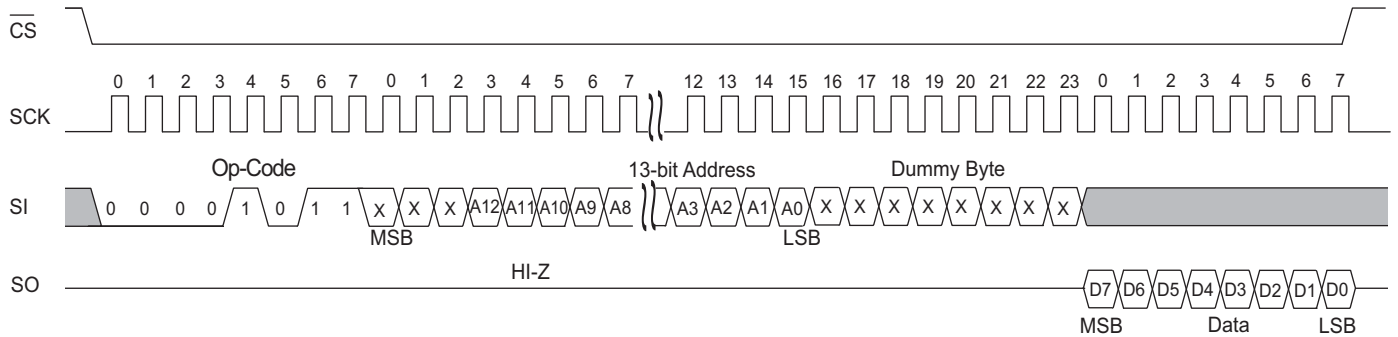 CS
0 1 2 3 4 5 6 7 0 1 2 3 4 5 6 7 12 13 14 15 16 17 18 19 20 21 22 23 0 1 2 3 4 5 6 7
SCK
Op-Code 13-bit Address Dummy Byte
SI 0 0 0 0 1 0 1 1 X X X A12 A11 A10 A9 A8 A3 A2 A1 A0 X X X X X X X X
MSB LSB
HI-Z
SO D7 D6 D5 D4 D3 D2 D1 D0
MSB Data LSB